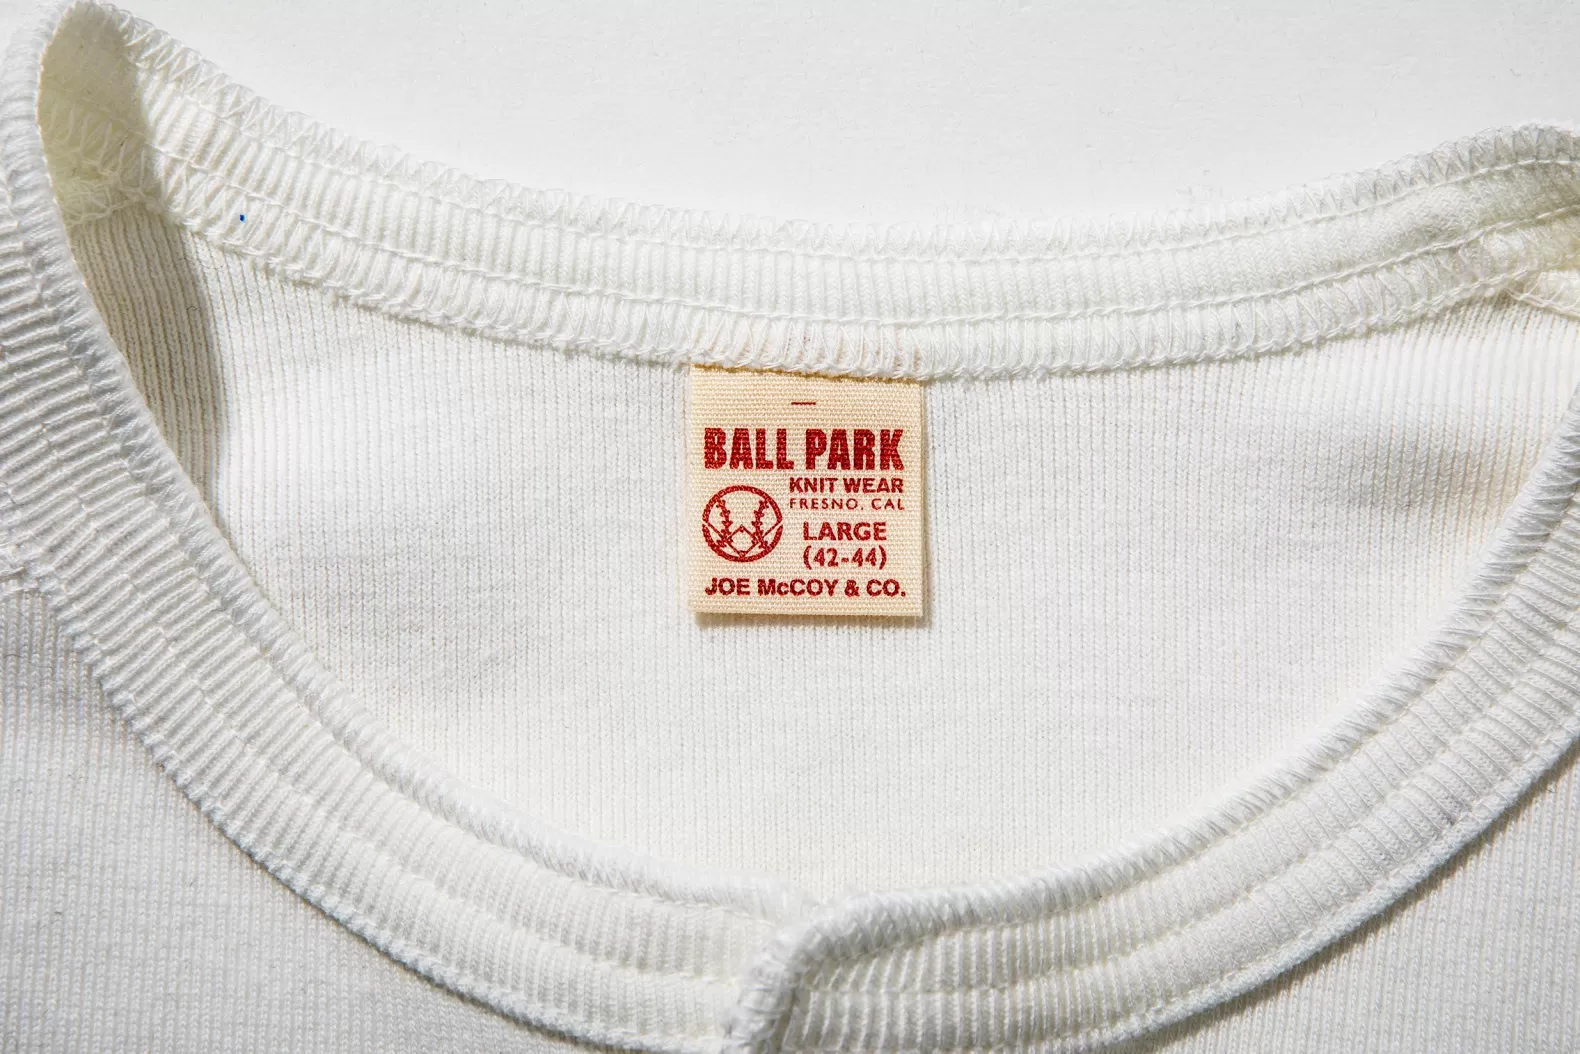 BALL PARK
KNIT WEAR
FRESNO, CAL
LARGE
(42-44)
JOE McCOY & CO.